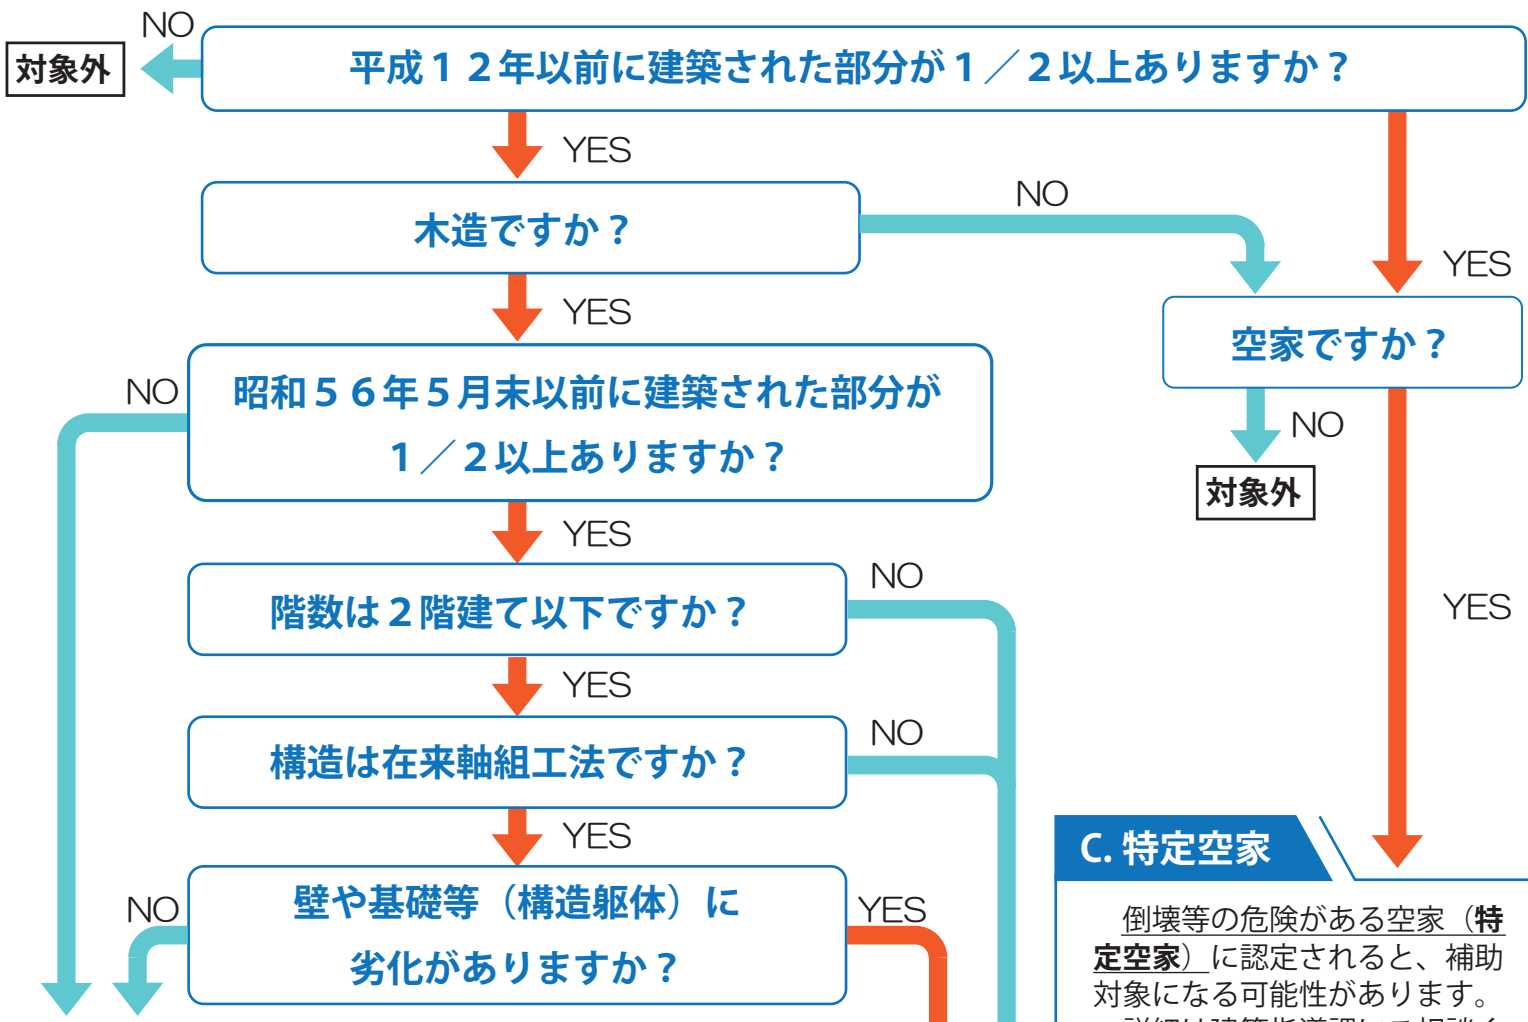 NO
対象外
平成１２年以前に建築された部分が１／２以上ありますか？
YES
木造ですか？
NO
YES
YES
空家ですか？
NO
昭和５６年５月末以前に建築された部分が
１／２以上ありますか？
NO
対象外
YES
階数は２階建て以下ですか？
NO
YES
YES
構造は在来軸組工法ですか？
NO
YES
C. 特定空家
NO
壁や基礎等（構造躯体）に
劣化がありますか？
YES
倒壊等の危険がある空家（特
定空家）に認定されると、補助
対象になる可能性があります。